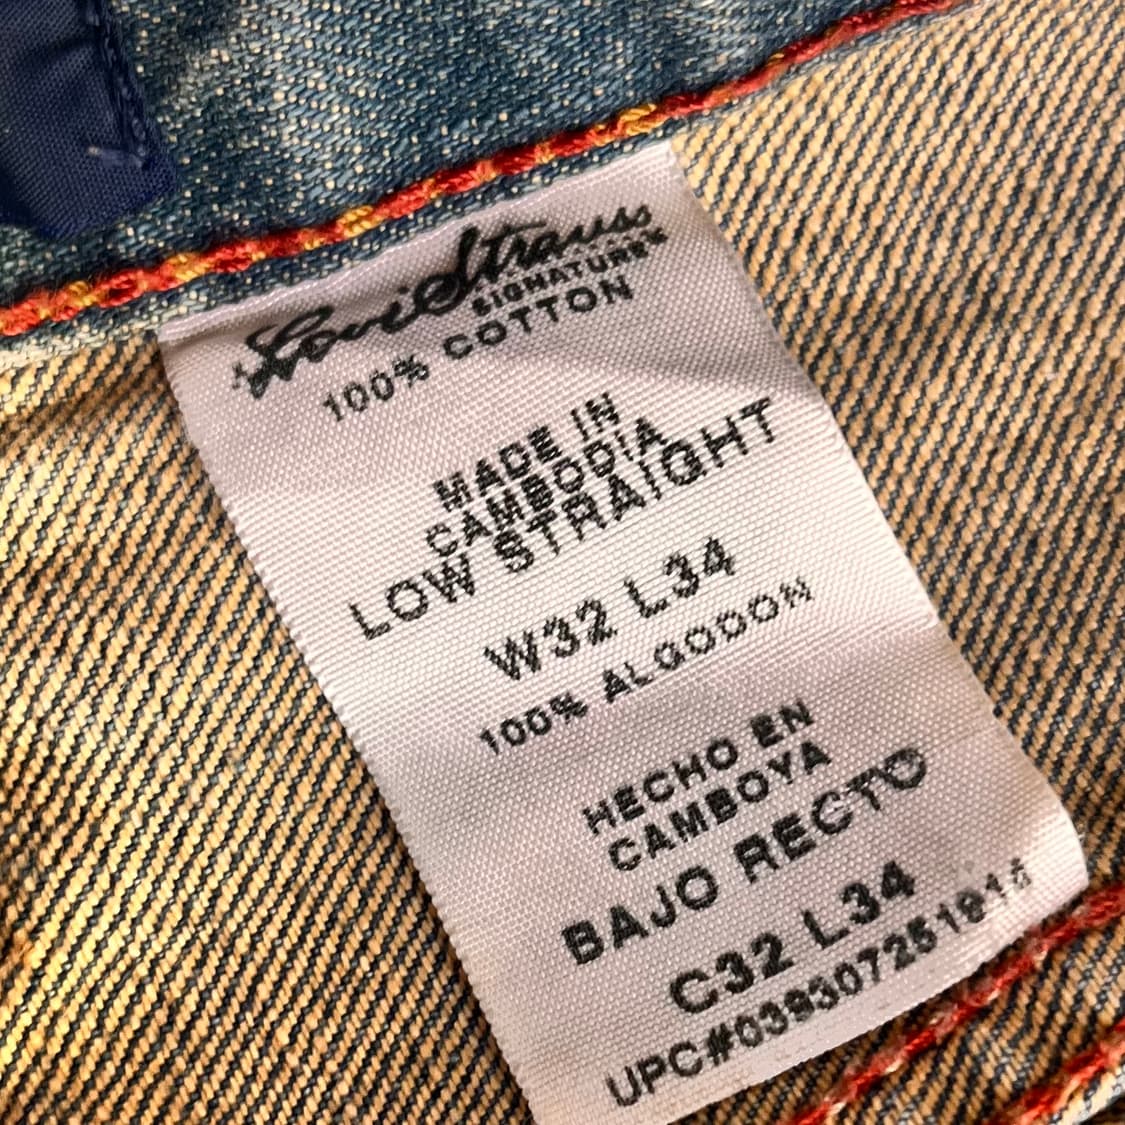 Levi Strauss
SIGNATURE
100% COTTON
MADE IN
CAMBODIA
LOW STRAIGHT
W32 L34
100% ALGODON
HECHO EN
CAMBOYA
BAJO RECTO
C32 L34